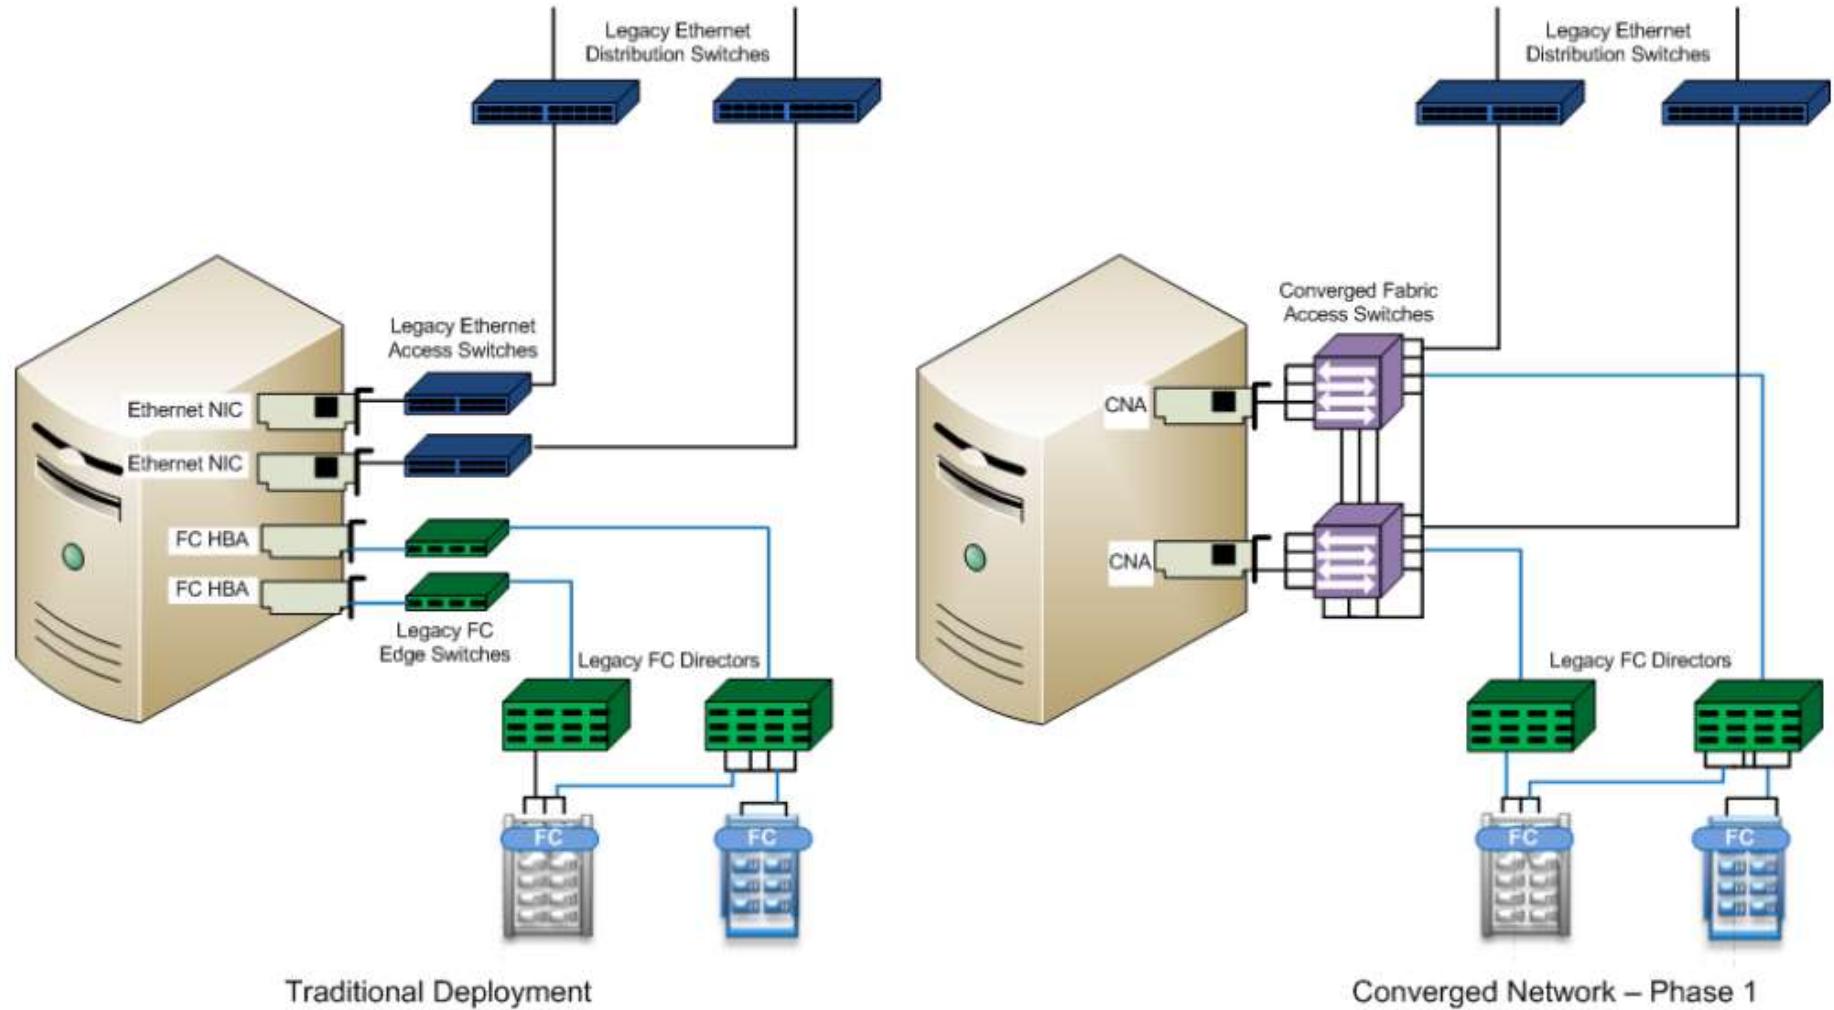 Legacy Ethernet
Distribution Switches
Legacy Ethernet
Access Switches
Ethernet NIC
Ethernet NIC
FC HBA
FC HBA
Legacy FC
Edge Switches
Legacy FC Directors
FC
FC
Traditional Deployment
Legacy Ethernet
Distribution Switches
Converged Fabric
Access Switches
CNA
CNA
Legacy FC Directors
FC
FC
Converged Network – Phase 1